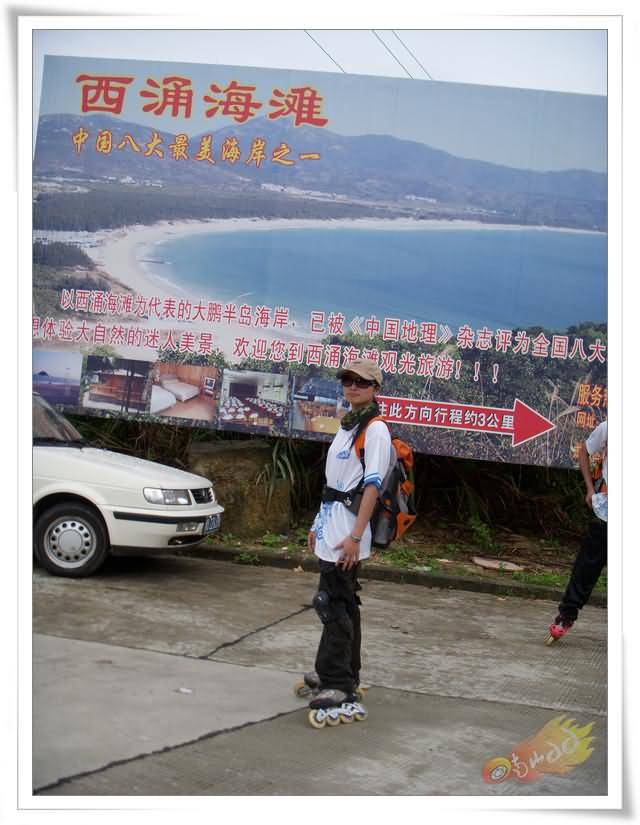 西涌海滩
中国八大最美海岸之一
以西涌海滩为代表的大鹏半岛海岸，已被《中国地理》杂志评为全国八大
体验大自然的迷人美景，欢迎您到西涌海滩观光旅游！！！
往此方向行程约3公里
服务
网址
南山